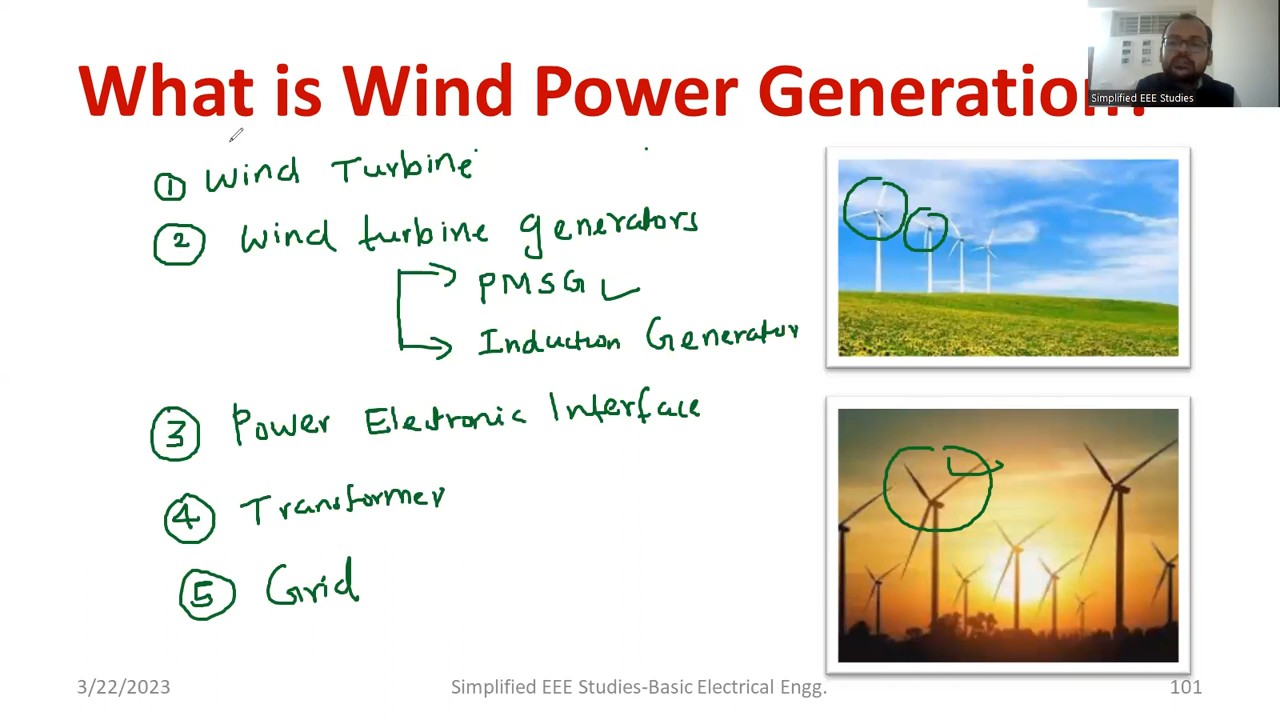 What is Wind Power Generation?
Simplified EEE Studies
1 Wind Turbine
2 Wind turbine generators
PMSG
Induction Generator
3 Power Electronic Interface
4 Transformer
5 Grid
3/22/2023
Simplified EEE Studies-Basic Electrical Engg.
101